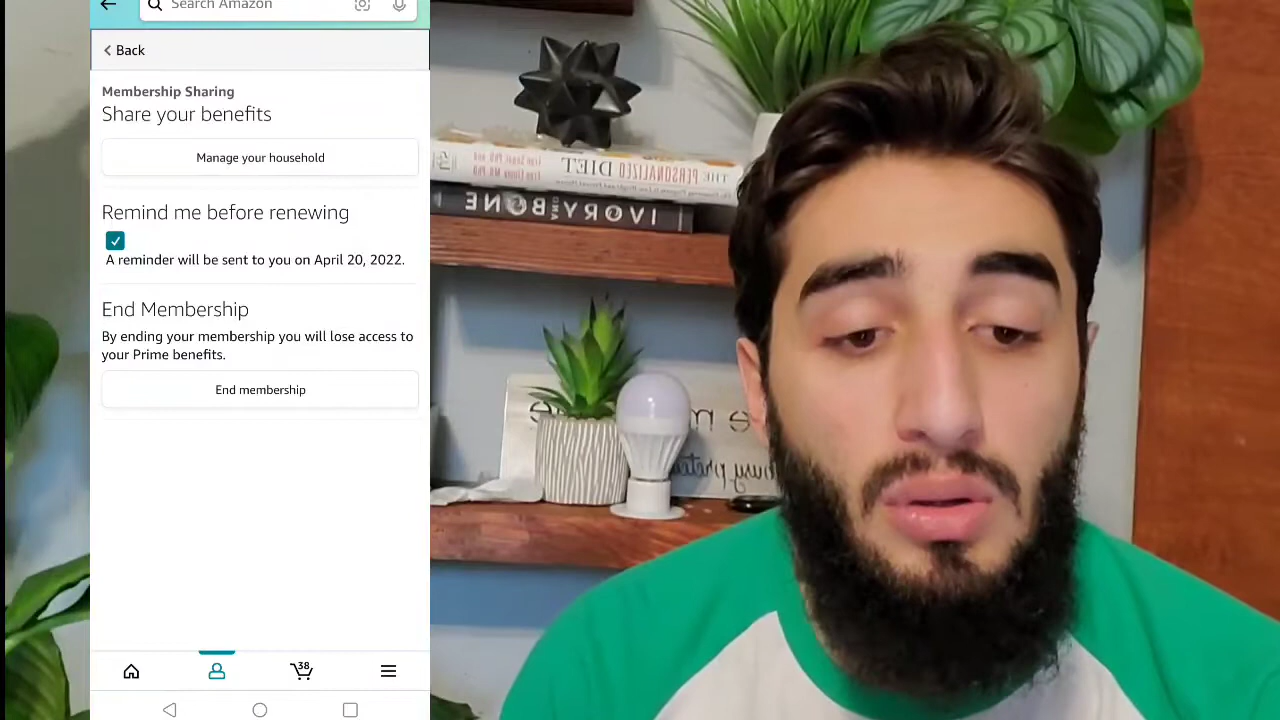 Search Amazon
Back
Membership Sharing
Share your benefits
Manage your household
Remind me before renewing
A reminder will be sent to you on April 20, 2022.
End Membership
By ending your membership you will lose access to
your Prime benefits.
End membership
38
THE PERSONALIZED DIET
IVORY AND BONE